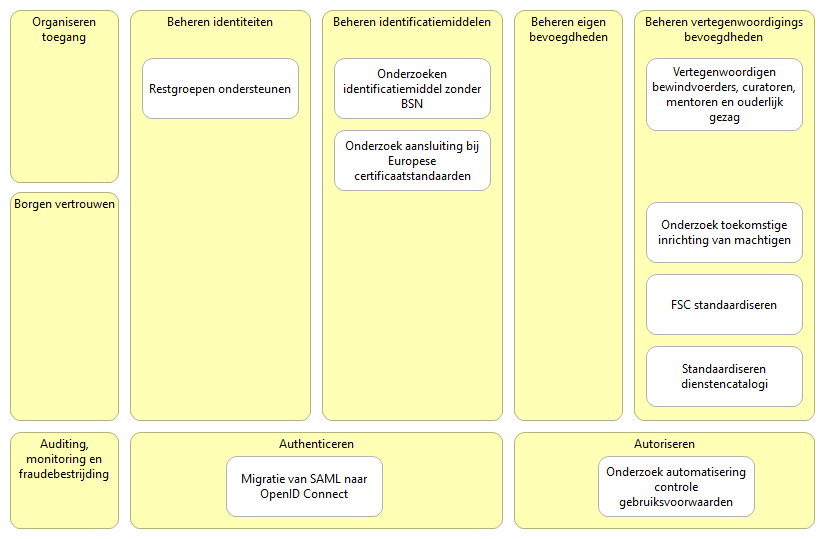 Organiseren
toegang
Beheren identiteiten
Restgroepen ondersteunen
Beheren identificatiemiddelen
Onderzoeken
identificatiemiddel zonder
BSN
Onderzoek aansluiting bij
Europese
certificaatstandaarden
Beheren eigen
bevoegdheden
Beheren vertegenwoordigings
bevoegdheden
Vertegenwoordigen
bewindvoerders, curatoren,
mentoren en ouderlijk
gezag
Onderzoek toekomstige
inrichting van machtigen
FSC standaardiseren
Standaardiseren
dienstencatalogi
Borgen vertrouwen
Auditing,
monitoring en
fraudebestrijding
Authenticeren
Migratie van SAML naar
OpenID Connect
Autoriseren
Onderzoek automatisering
controle
gebruiksvoorwaarden